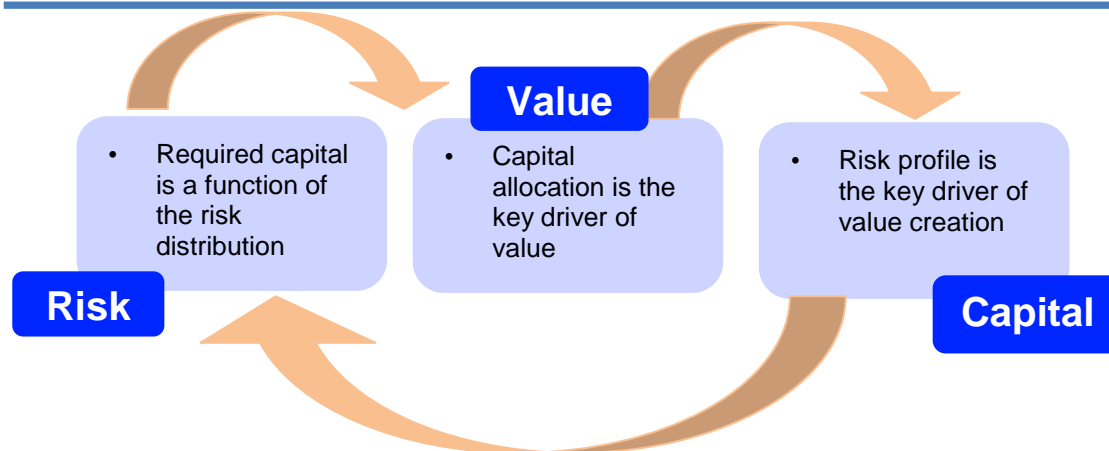 • Required capital
is a function of
the risk
distribution
Risk
Value
• Capital
allocation is the
key driver of
value
• Risk profile is
the key driver of
value creation
Capital